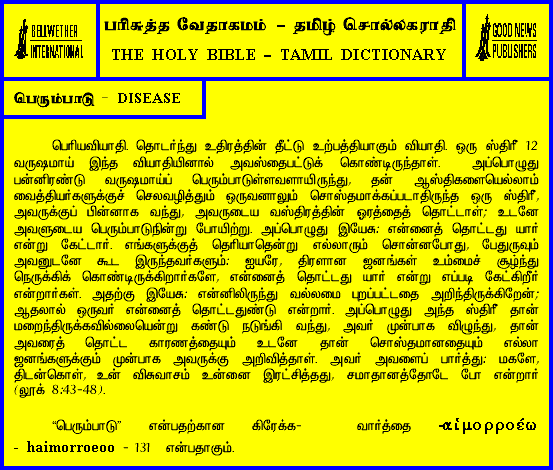 BELLWETHER
INTERNATIONAL
பரிசுத்த வேதாகமம் - தமிழ் சொல்லகராதி
THE HOLY BIBLE - TAMIL DICTIONARY
GOOD NEWS
PUBLISHERS
பெரும்பாடு - DISEASE
பெரியவியாதி. தொடர்ந்து உதிரத்தின் தீட்டு உற்பத்தியாகும் வியாதி. ஒரு ஸ்திரீ 12
வருஷமாய் இந்த வியாதியினால் அவஸ்தைபட்டுக் கொண்டிருந்தாள். அப்பொழுது
பன்னிரண்டு வருஷமாய்ப் பெரும்பாடுள்ளவளாயிருந்து, தன் ஆஸ்திகளையெல்லாம்
வைத்தியர்களுக்குச் செலவழித்தும் ஒருவனாலும் சொஸ்தமாக்கப்படாதிருந்த ஒரு ஸ்திரீ,
அவருக்குப் பின்னாக வந்து, அவருடைய வஸ்திரத்தின் ஓரத்தைத் தொட்டாள்; உடனே
அவளுடைய பெரும்பாடுநின்று போயிற்று. அப்பொழுது இயேசு: என்னைத் தொட்டது யார்
என்று கேட்டார். எங்களுக்குத் தெரியாதென்று எல்லாரும் சொன்னபோது, பேதுருவும்
அவனுடனே கூட இருந்தவர்களும்: ஐயரே, திரளான ஜனங்கள் உம்மைச் சூழ்ந்து
நெருக்கிக் கொண்டிருக்கிறார்களே, என்னைத் தொட்டது யார் என்று எப்படி கேட்கிறீர்
என்றார்கள். அதற்கு இயேசு: என்னிலிருந்து வல்லமை புறப்பட்டதை அறிந்திருக்கிறேன்;
ஆதலால் ஒருவர் என்னைத் தொட்டதுண்டு என்றார். அப்பொழுது அந்த ஸ்திரீ தான்
மறைந்திருக்கவில்லையென்று கண்டு நடுங்கி வந்து, அவர் முன்பாக விழுந்து, தான்
அவரைத் தொட்ட காரணத்தையும் உடனே தான் சொஸ்தமானதையும் எல்லா
ஜனங்களுக்கும் முன்பாக அவருக்கு அறிவித்தாள். அவர் அவளைப் பார்த்து: மகளே,
திடன்கொள், உன் விசுவாசம் உன்னை இரட்சித்தது, சமாதானத்தோடே போ என்றார்
(லூக் 8:43-48).
“பெரும்பாடு” என்பதற்கான கிரேக்க- வார்த்தை -αἱμορροέω
- haimorroeoo - 131 என்பதாகும்.